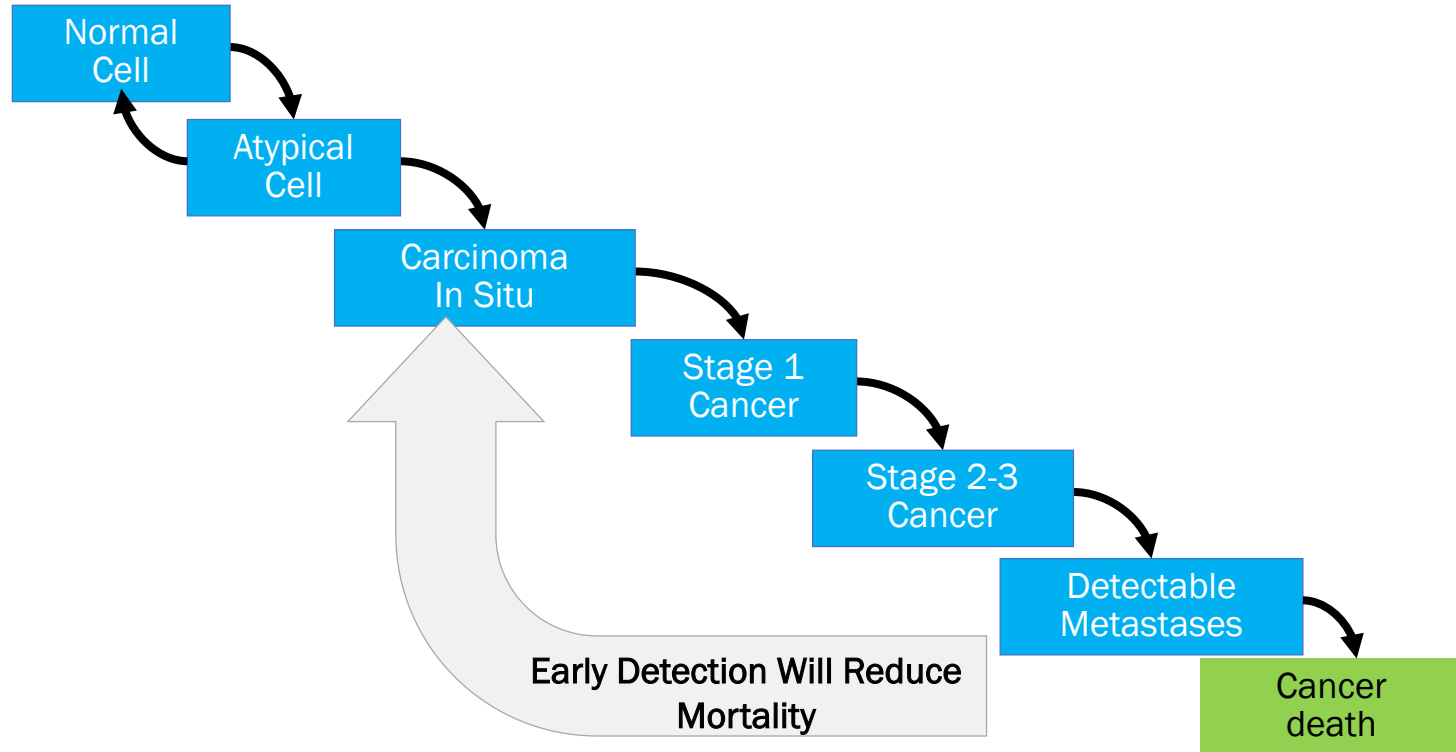 Normal
Cell
Atypical
Cell
Carcinoma
In Situ
Stage 1
Cancer
Stage 2-3
Cancer
Detectable
Metastases
Early Detection Will Reduce
Mortality
Cancer
death